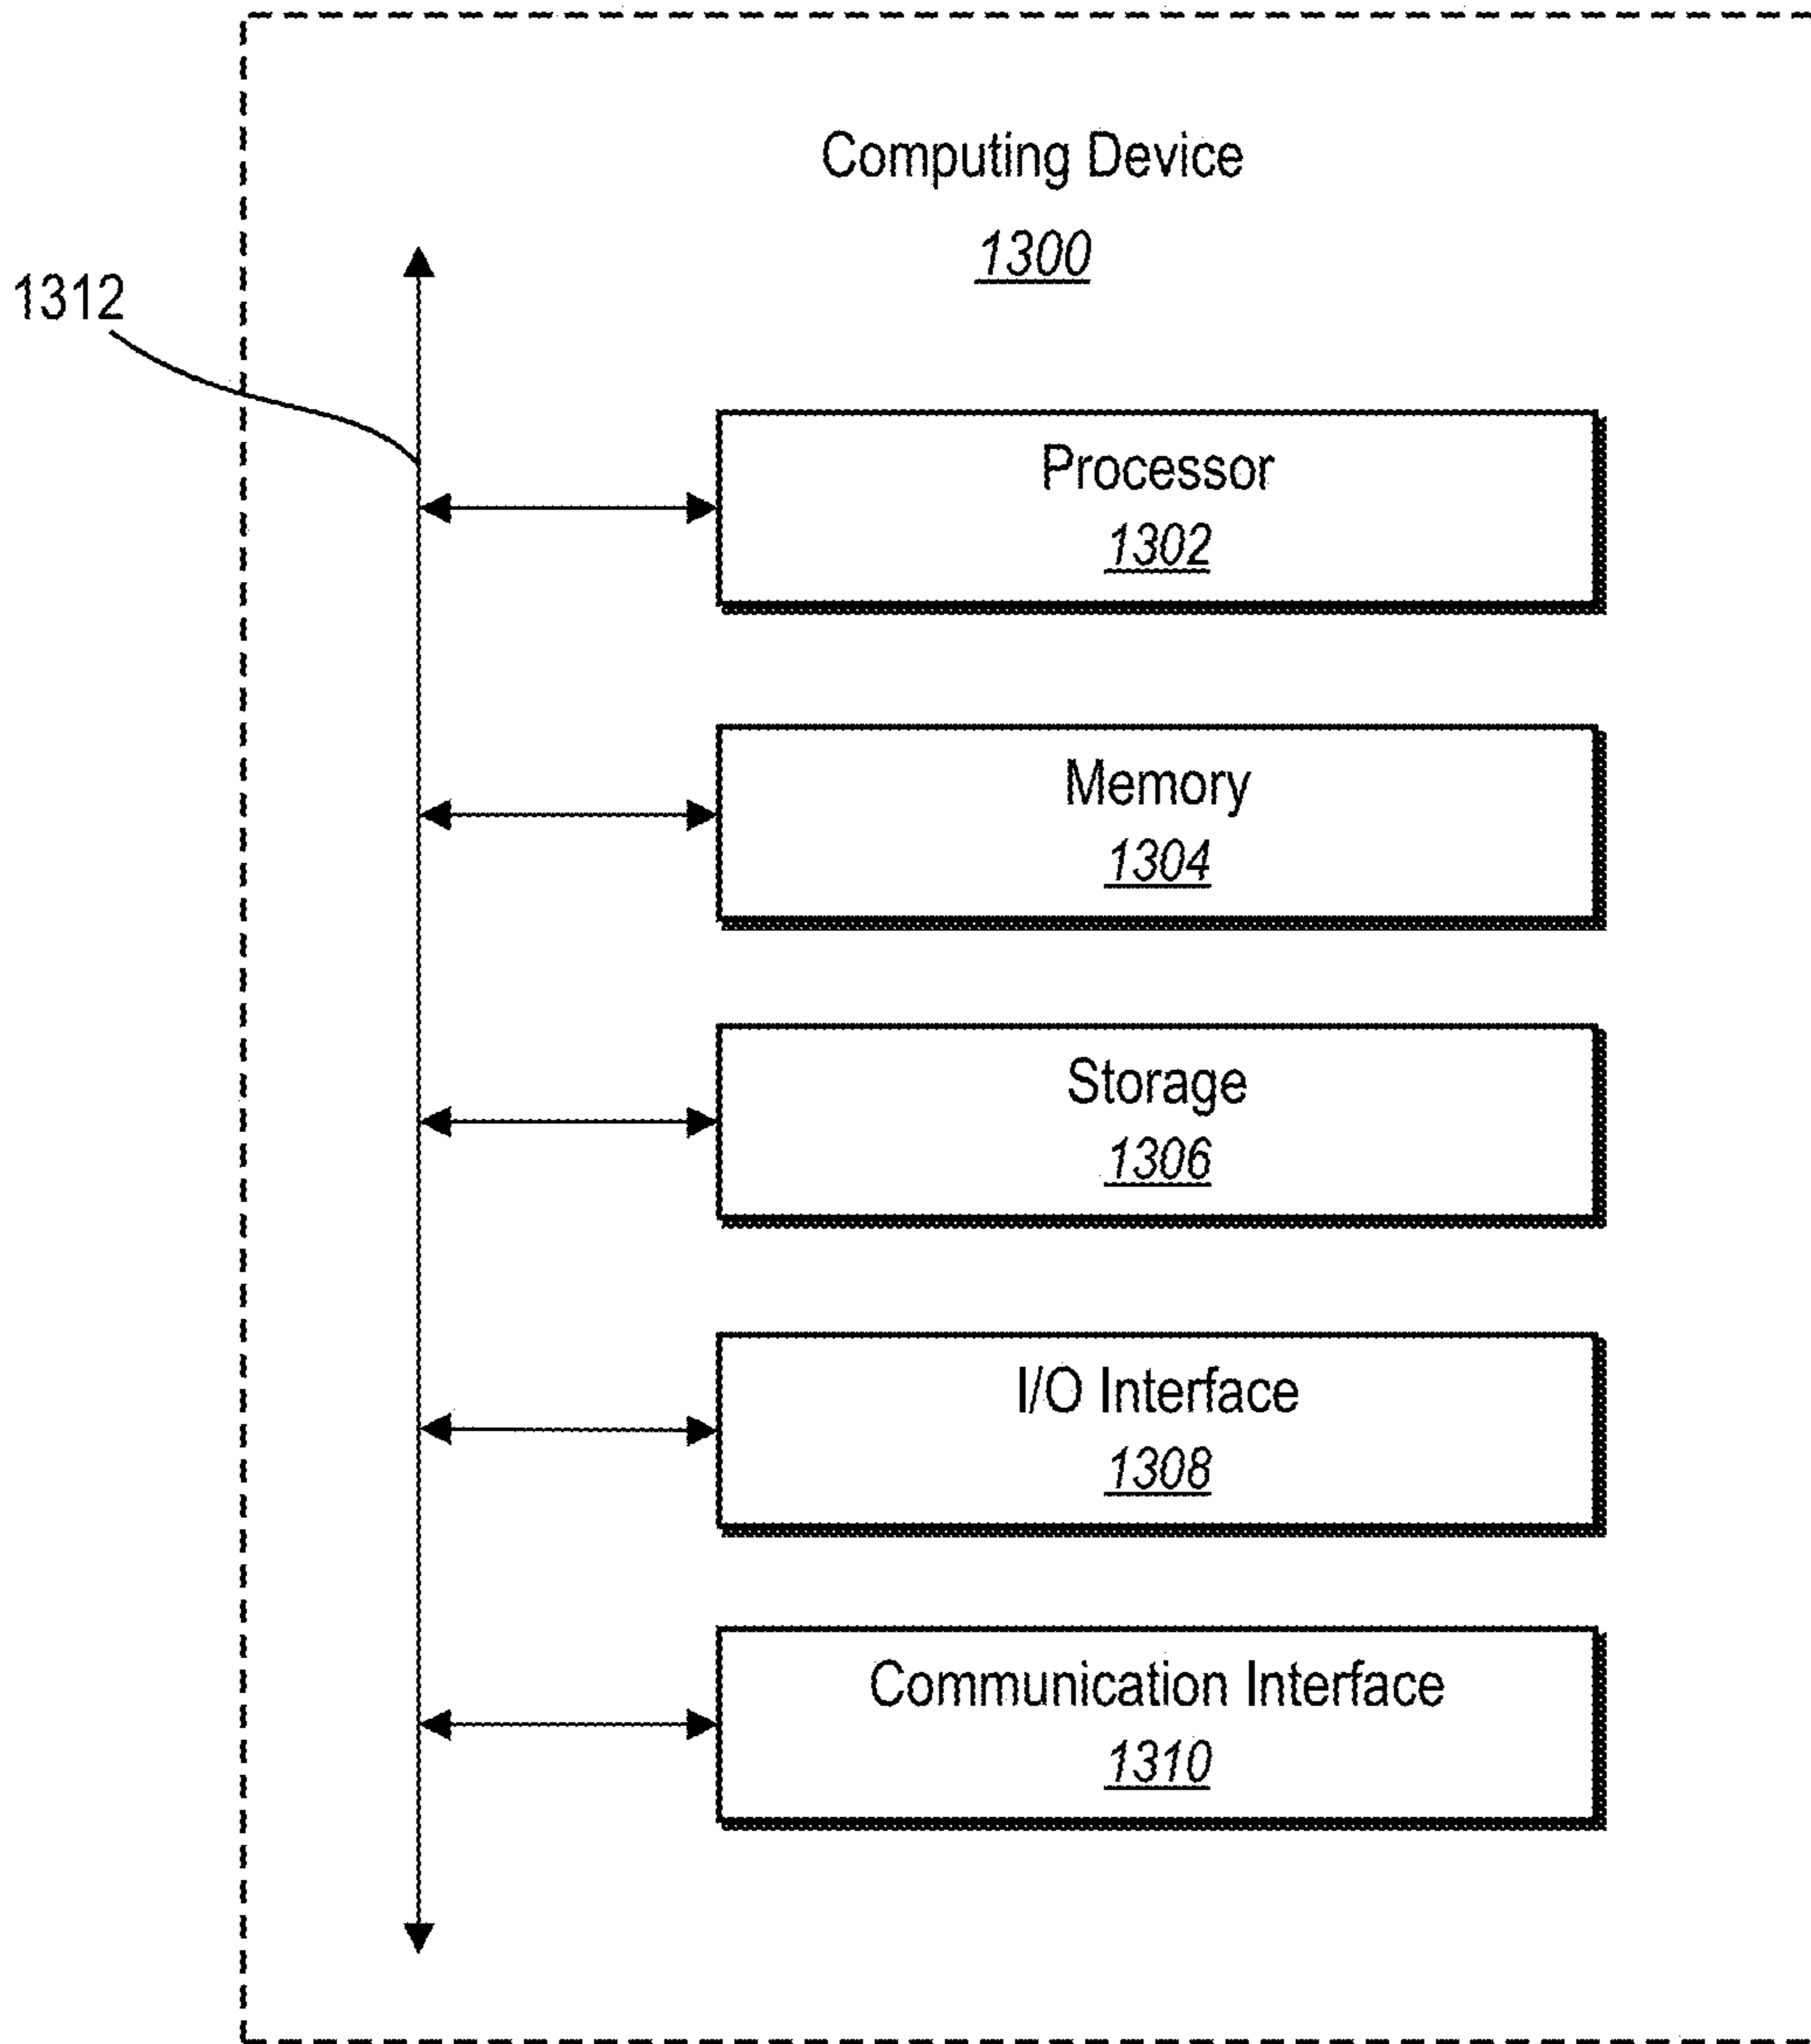 Computing Device
1300
1312
Processor
1302
Memory
1304
Storage
1306
I/O Interface
1308
Communication Interface
1310